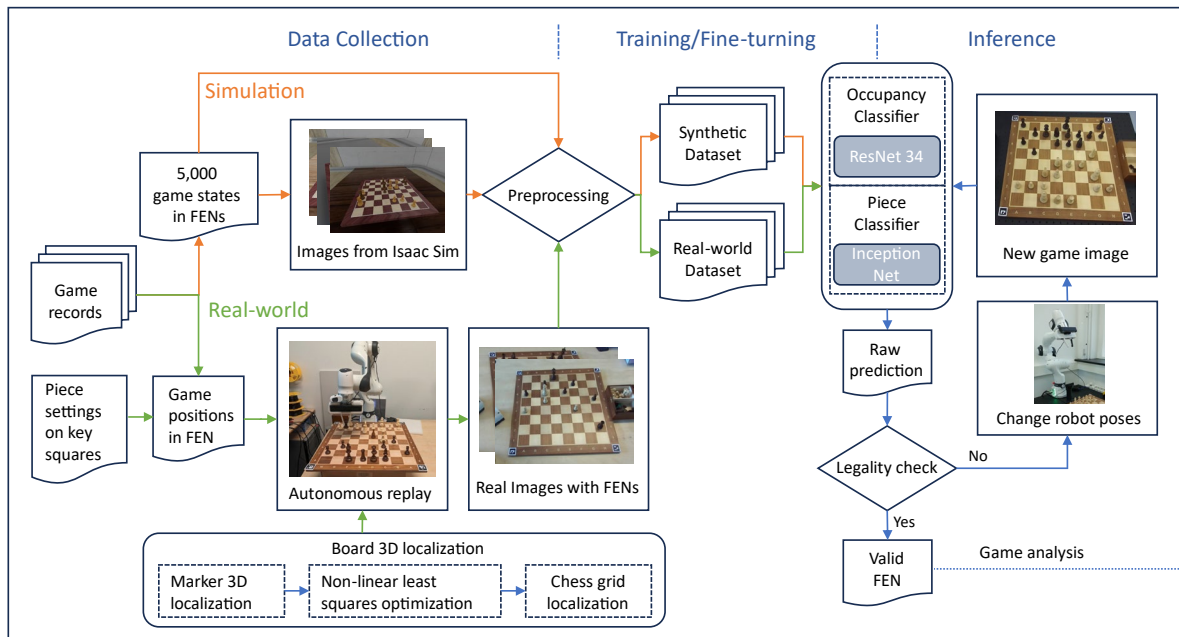 Data Collection
Training/Fine-turning
Inference
Simulation
5,000
game states
in FENs
Images from Isaac Sim
Preprocessing
Synthetic
Dataset
Real-world
Dataset
Occupancy
Classifier
ResNet 34
Piece
Classifier
Inception
Net
New game image
Game
records
Real-world
Piece
settings
on key
squares
Game
positions
in FEN
Autonomous replay
Real Images with FENs
Raw
prediction
Change robot poses
Legality check
No
Yes
Valid
FEN
Game analysis
Board 3D localization
Marker 3D
localization
Non-linear least
squares optimization
Chess grid
localization